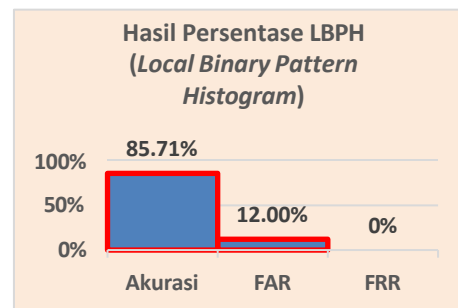 Hasil Persentase LBPH
(Local Binary Pattern
Histogram)
85.71%
100%
50%
12.00%
0%
0%
Akurasi FAR FRR